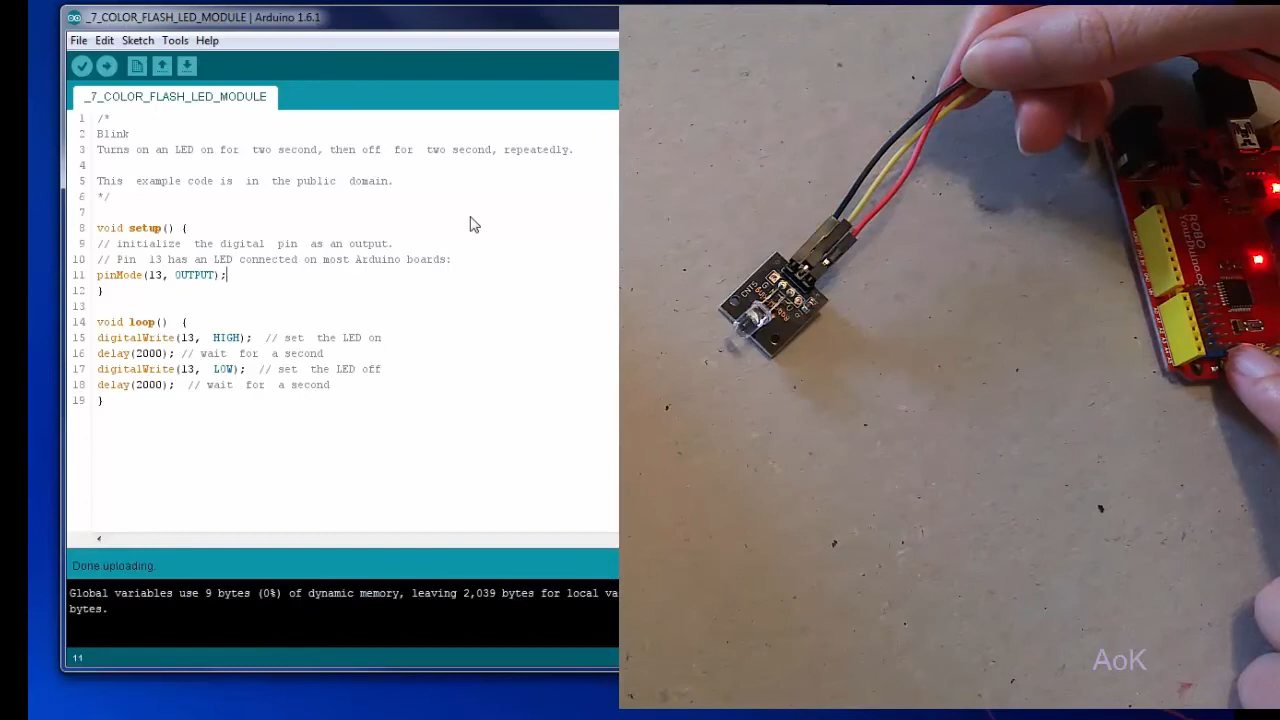 _7_COLOR_FLASH_LED_MODULE | Arduino 1.6.1
File Edit Sketch Tools Help
_7_COLOR_FLASH_LED_MODULE
1 /*
2 Blink
3 Turns on an LED on for two second, then off for two second, repeatedly.
4
5 This example code is in the public domain.
6 */
7
8 void setup() {
9 // initialize the digital pin as an output.
10 // Pin 13 has an LED connected on most Arduino boards:
11 pinMode(13, OUTPUT);
12 }
13
14 void loop() {
15 digitalWrite(13, HIGH); // set the LED on
16 delay(2000); // wait for a second
17 digitalWrite(13, LOW); // set the LED off
18 delay(2000); // wait for a second
19 }
Done uploading.
Global variables use 9 bytes (0%) of dynamic memory, leaving 2,039 bytes for local va
bytes.
11
CNT5
ROBO
YourDuino.co
AoK